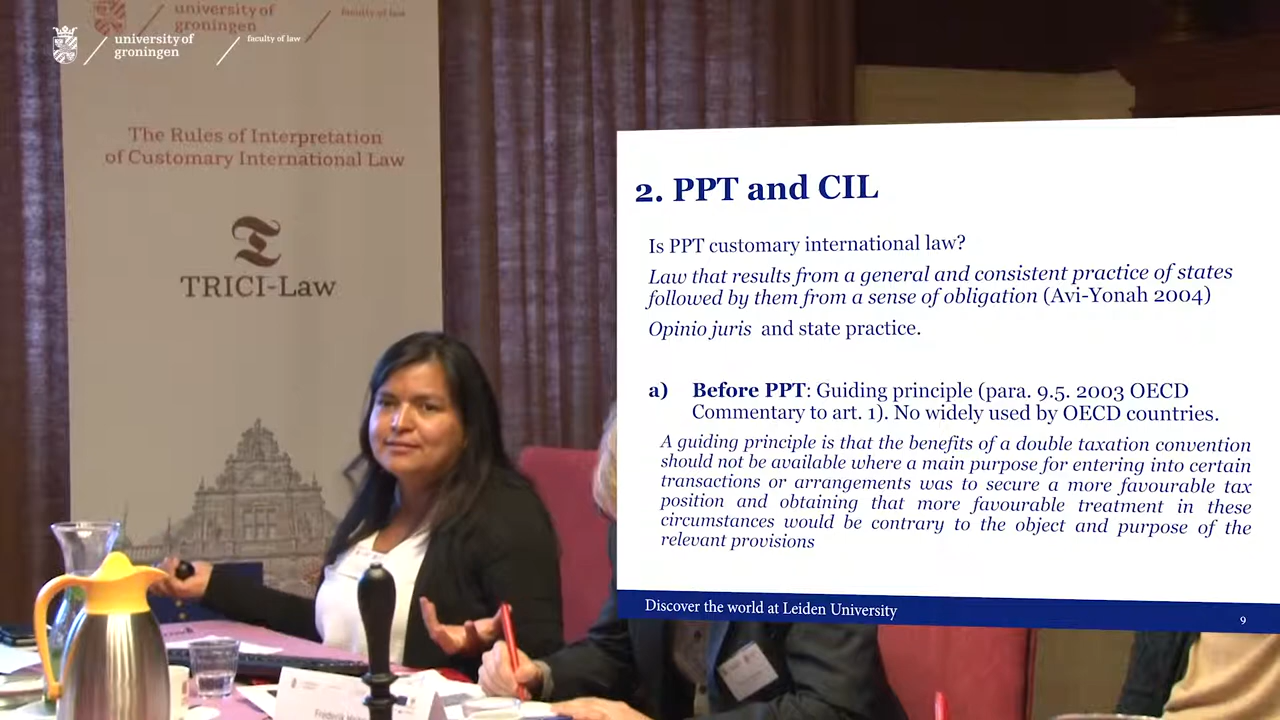 university of
groningen
faculty of law
university of
groningen
faculty of law
The Rules of Interpretation
of Customary International Law
TRICI-Law
2. PPT and CIL
Is PPT customary international law?
Law that results from a general and consistent practice of states
followed by them from a sense of obligation (Avi-Yonah 2004)
Opinio juris and state practice.
a) Before PPT: Guiding principle (para. 9.5. 2003 OECD
Commentary to art. 1). No widely used by OECD countries.
A guiding principle is that the benefits of a double taxation convention
should not be available where a main purpose for entering into certain
transactions or arrangements was to secure a more favourable tax
position and obtaining that more favourable treatment in these
circumstances would be contrary to the object and purpose of the
relevant provisions
Discover the world at Leiden University
9